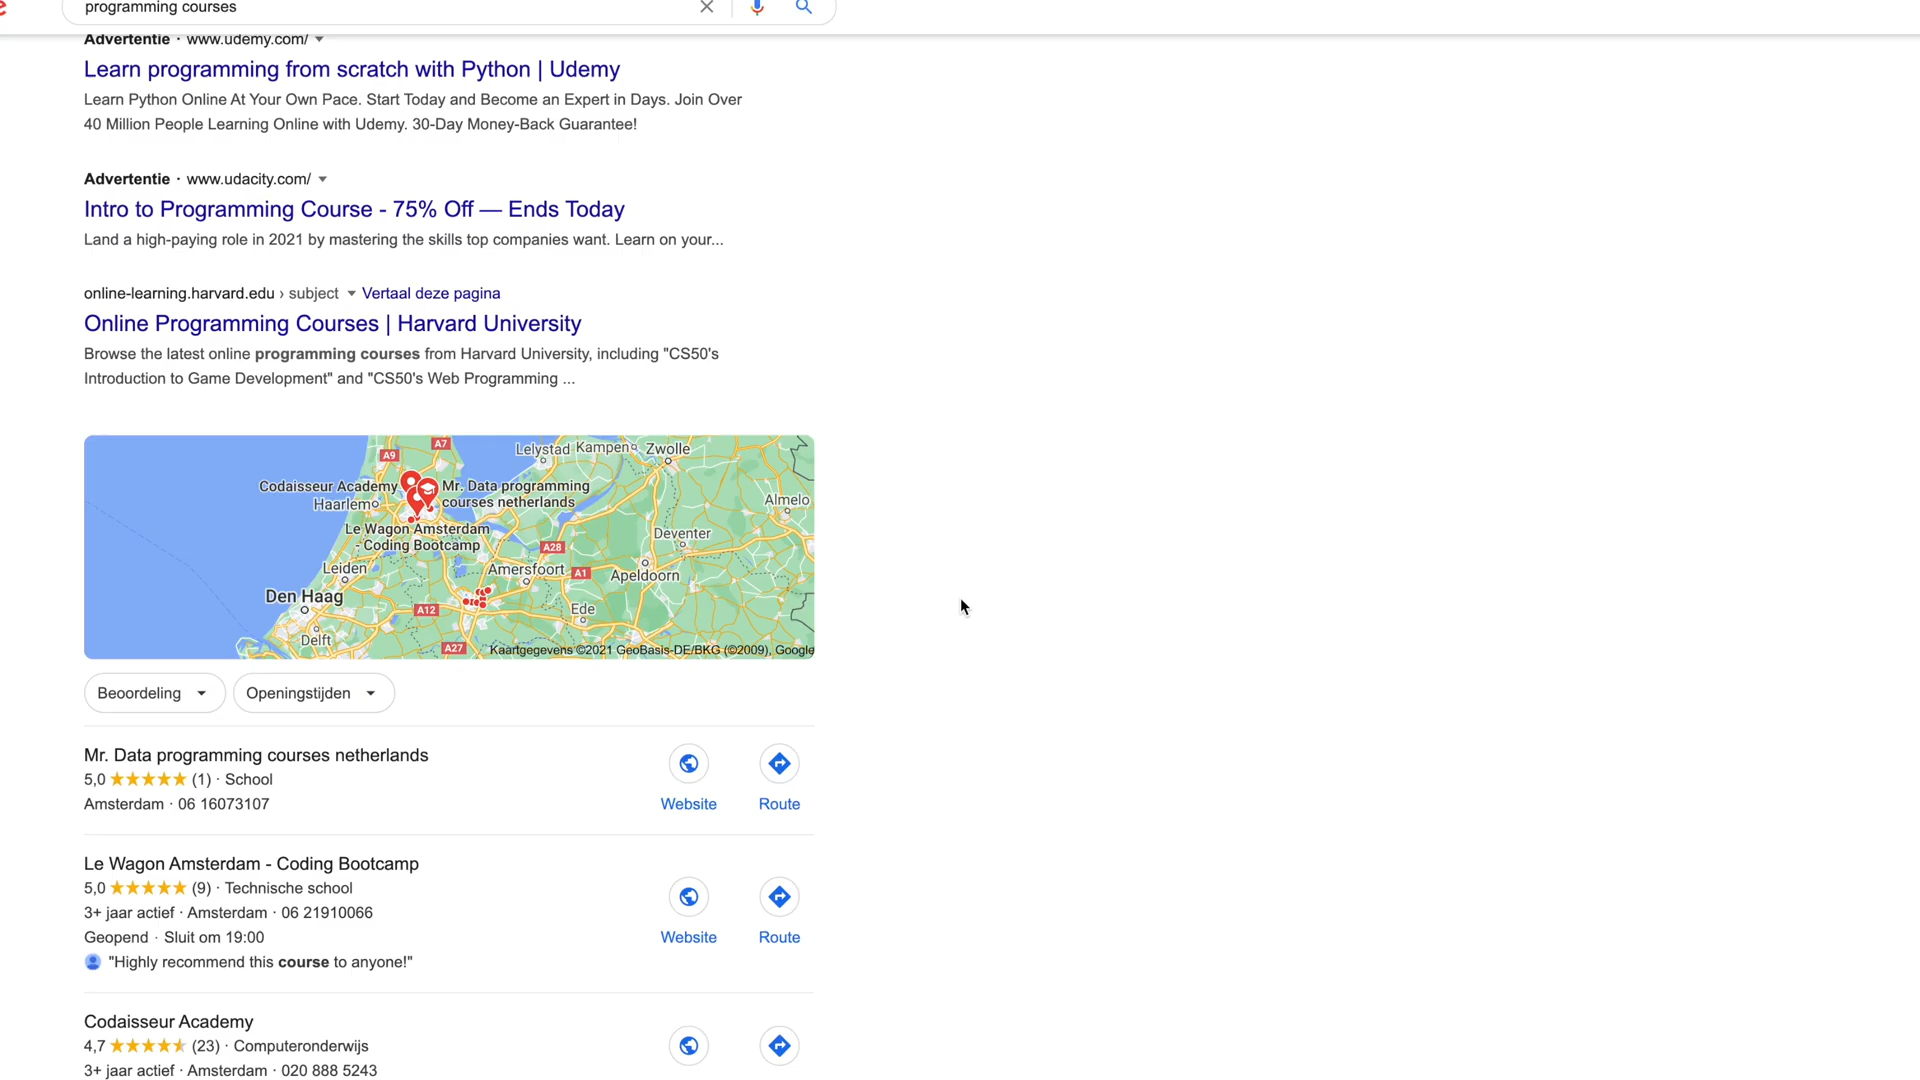 programming courses
Advertentie · www.udemy.com/
Learn programming from scratch with Python | Udemy
Learn Python Online At Your Own Pace. Start Today and Become an Expert in Days. Join Over
40 Million People Learning Online with Udemy. 30-Day Money-Back Guarantee!
Advertentie · www.udacity.com/
Intro to Programming Course - 75% Off — Ends Today
Land a high-paying role in 2021 by mastering the skills top companies want. Learn on your...
online-learning.harvard.edu › subject Vertaal deze pagina
Online Programming Courses | Harvard University
Browse the latest online programming courses from Harvard University, including "CS50's
Introduction to Game Development" and "CS50's Web Programming ...
A7
Lelystad Kampen Zwolle
A9
Codaisseur Academy
Mr. Data programming
courses netherlands
Haarlem
Almelo
Le Wagon Amsterdam
- Coding Bootcamp
Deventer
A28
Leiden
Amersfoort
A1
Apeldoorn
Den Haag
A12
Ede
Delft
A27
Kaartgegevens ©2021 GeoBasis-DE/BKG (©2009), Google
Beoordeling
Openingstijden
Mr. Data programming courses netherlands
5,0 (1) · School
Amsterdam · 06 16073107
Website
Route
Le Wagon Amsterdam - Coding Bootcamp
5,0 (9) · Technische school
3+ jaar actief · Amsterdam · 06 21910066
Geopend · Sluit om 19:00
"Highly recommend this course to anyone!"
Website
Route
Codaisseur Academy
4,7 (23) · Computeronderwijs
3+ jaar actief · Amsterdam · 020 888 5243